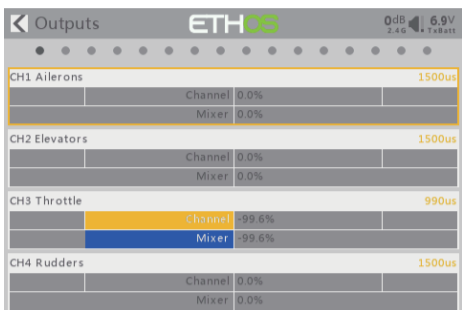 Outputs ETHOS 0dB 6.9V
2.4G TxBatt
CH1 Ailerons 1500us
Channel 0.0%
Mixer 0.0%
CH2 Elevators 1500us
Channel 0.0%
Mixer 0.0%
CH3 Throttle 990us
Channel -99.6%
Mixer -99.6%
CH4 Rudders 1500us
Channel 0.0%
Mixer 0.0%